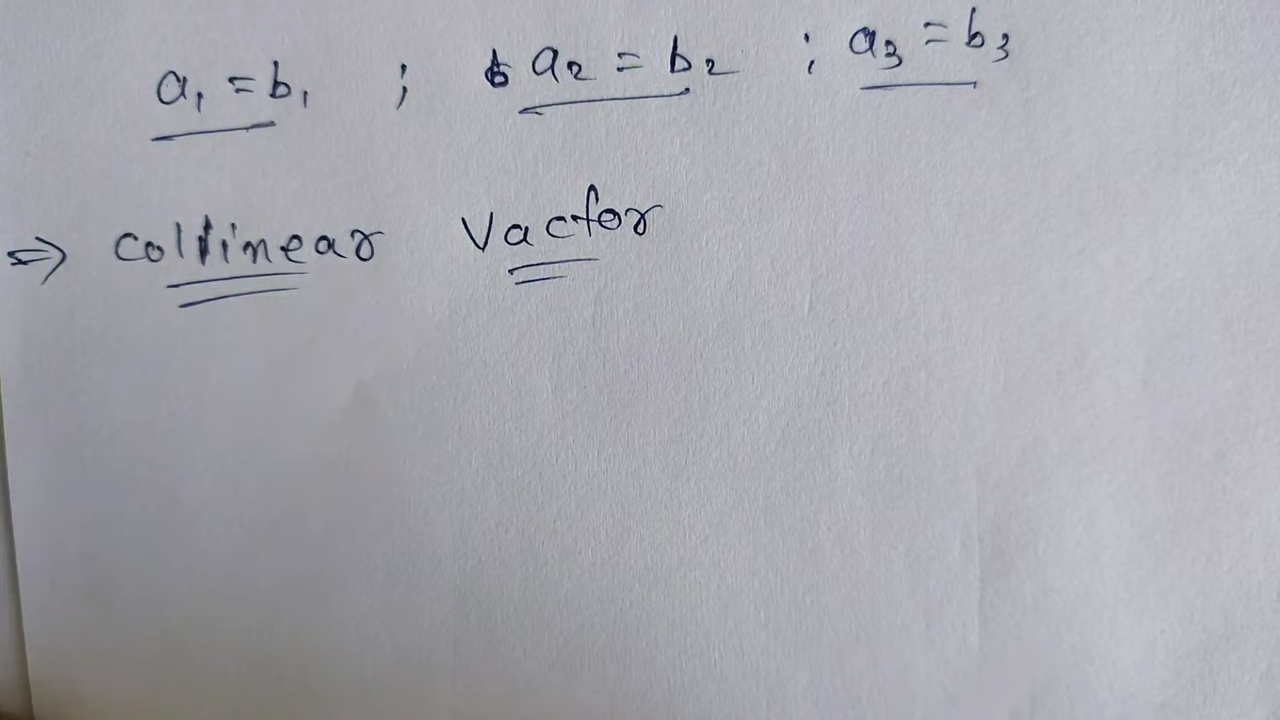 a₁ = b₁ ; a₂ = b₂ ; a₃ = b₃
⇒ collinear Vactor